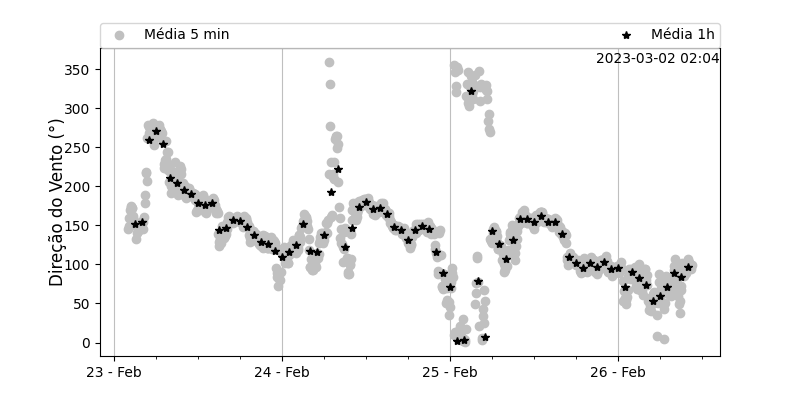 Média 5 min
Média 1h
2023-03-02 02:04
Direção do Vento (°)
350
300
250
200
150
100
50
0
23 - Feb
24 - Feb
25 - Feb
26 - Feb